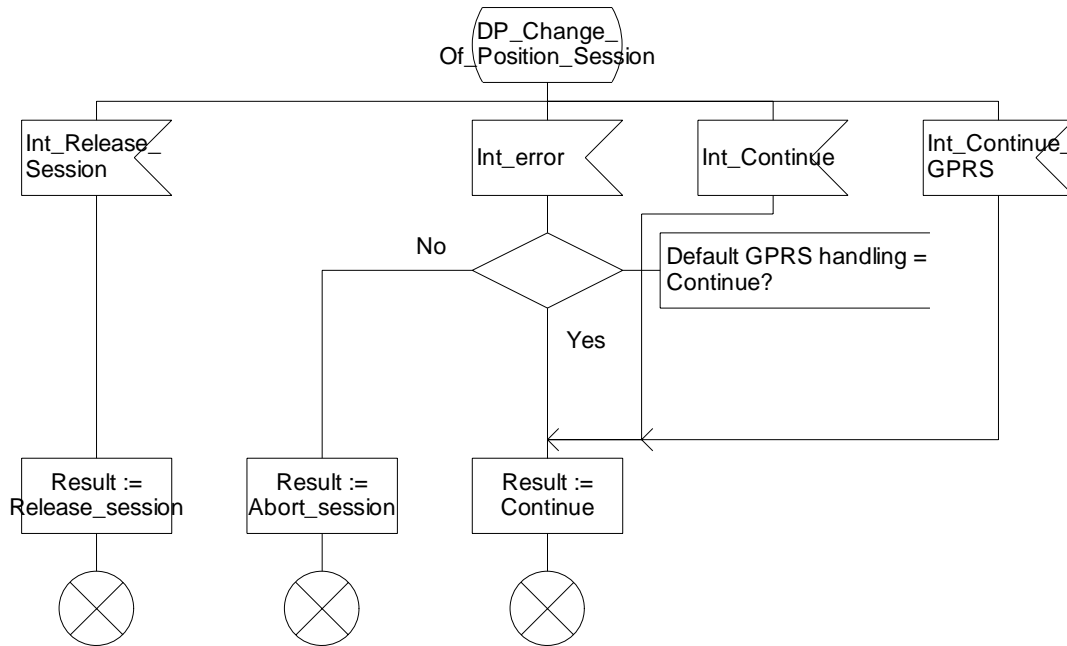 DP_Change_
Of_Position_Session
Int_Release_
Session
Int_error
Int_Continue
Int_Continue_
GPRS
No
Default GPRS handling =
Continue?
Yes
Result :=
Release_session
Result :=
Abort_session
Result :=
Continue